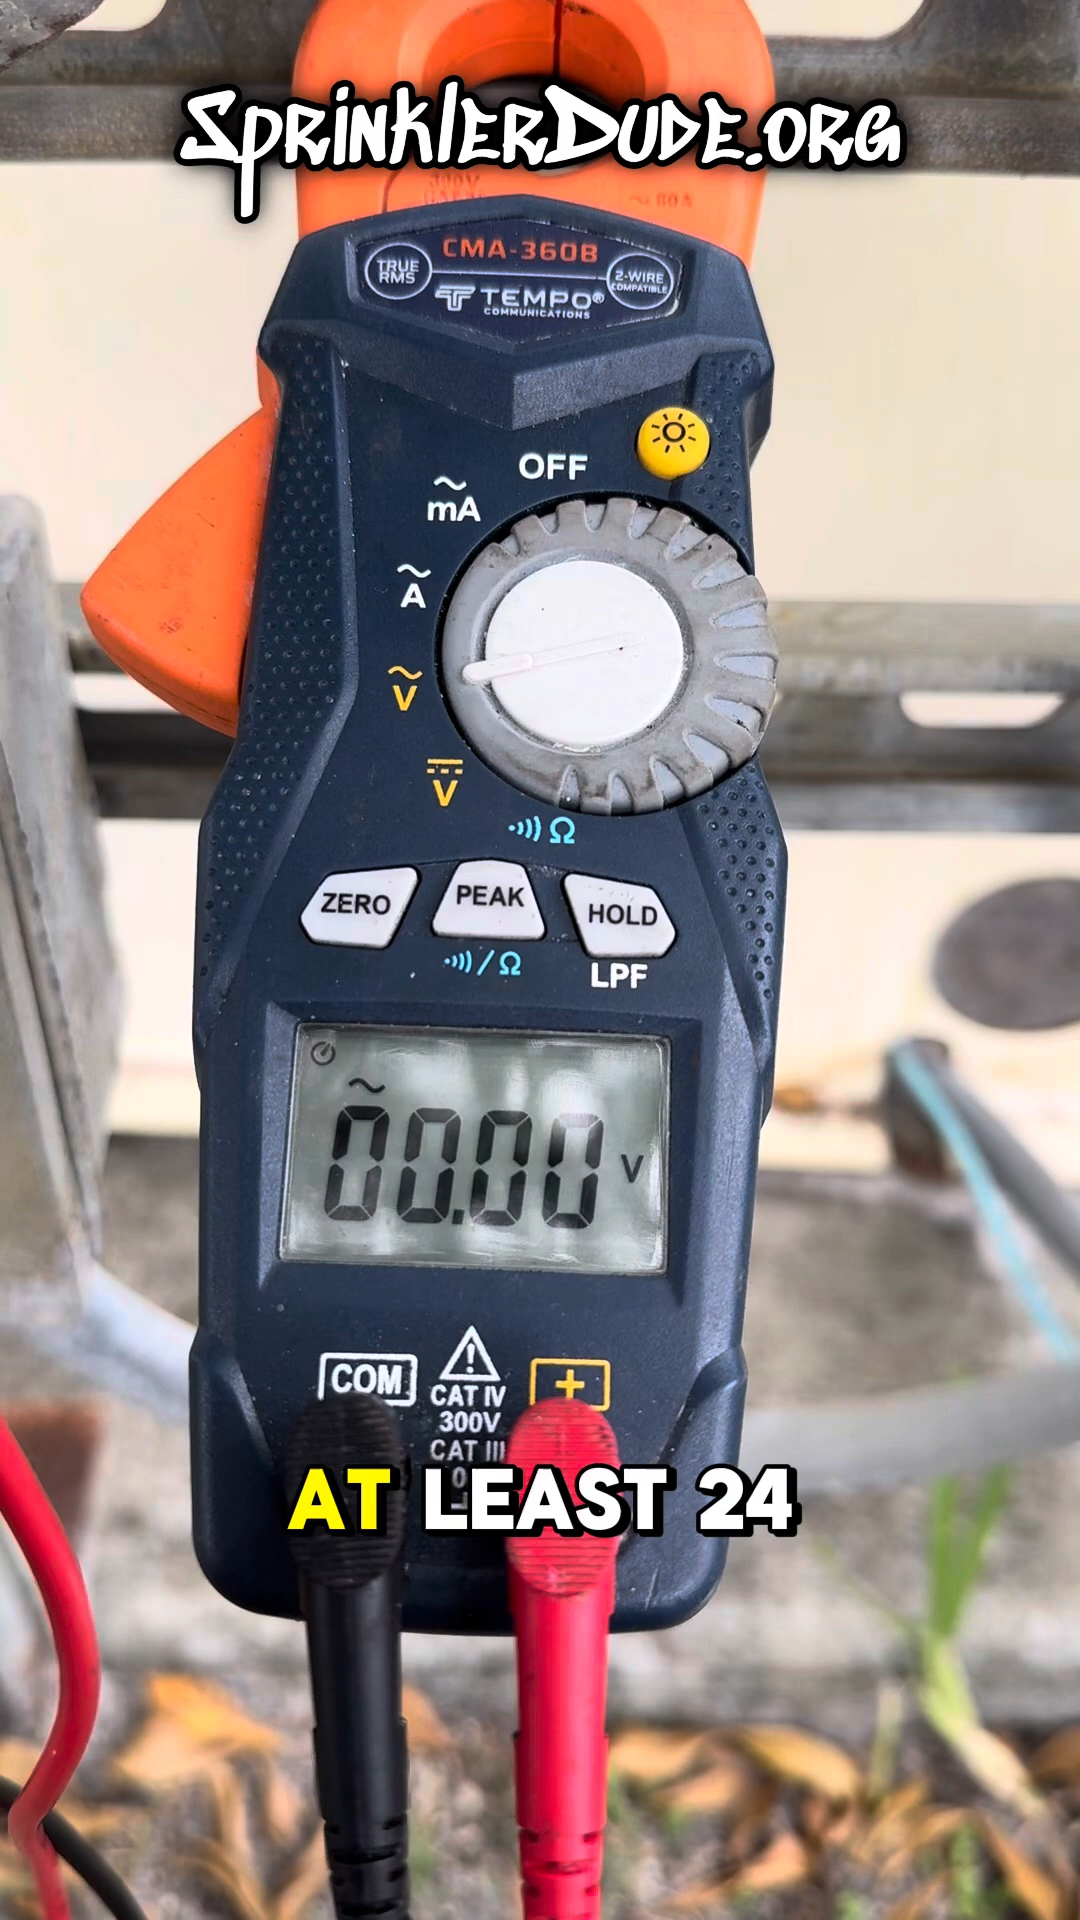 SprinklerDude.org
~ 80A
CMA-360B
TRUE
RMS
2-WIRE
COMPATIBLE
TEMPO®
COMMUNICATIONS
OFF
mA
A
V
V
Ω
ZERO
PEAK
HOLD
/ Ω
LPF
~
00.00 V
COM
+
CAT IV
300V
CAT III
AT LEAST 24